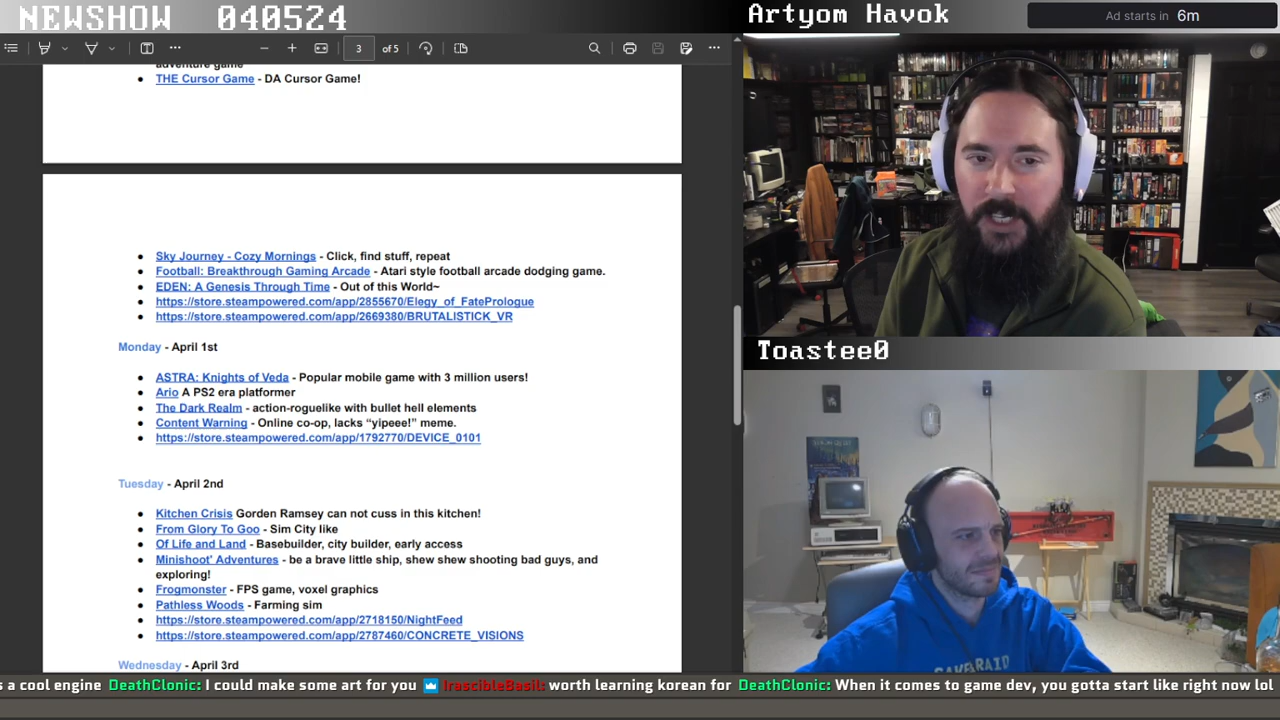 NEWSHOW 040524
Artyom Havok
Ad starts in 6m
3 of 5
THE Cursor Game - DA Cursor Game!
Sky Journey - Cozy Mornings - Click, find stuff, repeat
Football: Breakthrough Gaming Arcade - Atari style football arcade dodging game.
EDEN: A Genesis Through Time - Out of this World~
https://store.steampowered.com/app/2855670/Elegy_of_FatePrologue
https://store.steampowered.com/app/2669380/BRUTALISTICK_VR
Monday - April 1st
ASTRA: Knights of Veda - Popular mobile game with 3 million users!
Ario A PS2 era platformer
The Dark Realm - action-roguelike with bullet hell elements
Content Warning - Online co-op, lacks “yipeee!” meme.
https://store.steampowered.com/app/1792770/DEVICE_0101
Tuesday - April 2nd
Kitchen Crisis Gorden Ramsey can not cuss in this kitchen!
From Glory To Goo - Sim City like
Of Life and Land - Basebuilder, city builder, early access
Minishoot' Adventures - be a brave little ship, shew shew shooting bad guys, and
exploring!
Frogmonster - FPS game, voxel graphics
Pathless Woods - Farming sim
https://store.steampowered.com/app/2718150/NightFeed
https://store.steampowered.com/app/2787460/CONCRETE_VISIONS
Wednesday - April 3rd
Toastee0
s a cool engine DeathClonic: I could make some art for you IrascibleBasil: worth learning korean for DeathClonic: When it comes to game dev, you gotta start like right now lol